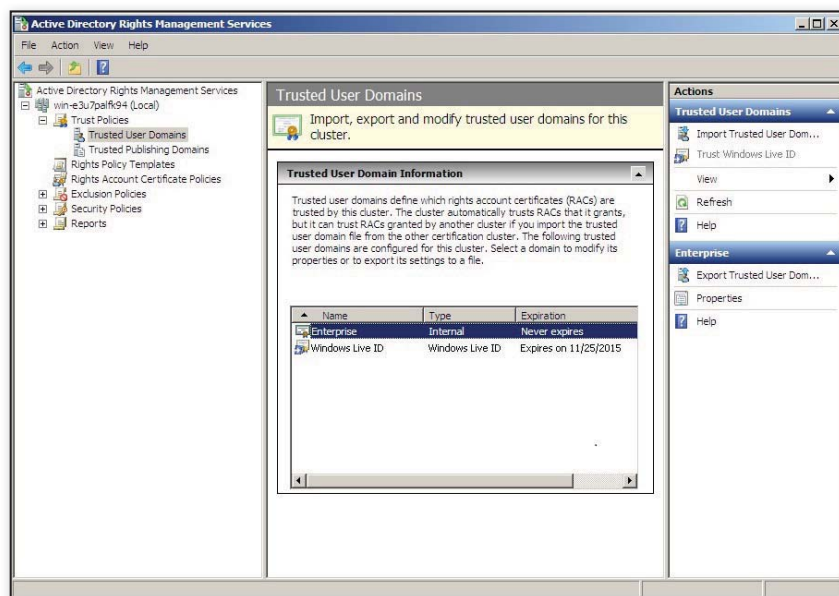 Active Directory Rights Management Services
File Action View Help
Active Directory Rights Management Services
win-e3u7palfk94 (Local)
Trust Policies
Trusted User Domains
Trusted Publishing Domains
Rights Policy Templates
Rights Account Certificate Policies
Exclusion Policies
Security Policies
Reports
Trusted User Domains
Import, export and modify trusted user domains for this
cluster.
Trusted User Domain Information
Trusted user domains define which rights account certificates (RACs) are
trusted by this cluster. The cluster automatically trusts RACs that it grants,
but it can trust RACs granted by another cluster if you import the trusted
user domain file from the other certification cluster. The following trusted
user domains are configured for this cluster. Select a domain to modify its
properties or to export its settings to a file.
Name Type Expiration
Enterprise Internal Never expires
Windows Live ID Windows Live ID Expires on 11/25/2015
Actions
Trusted User Domains
Import Trusted User Dom...
Trust Windows Live ID
View
Refresh
Help
Enterprise
Export Trusted User Dom...
Properties
Help